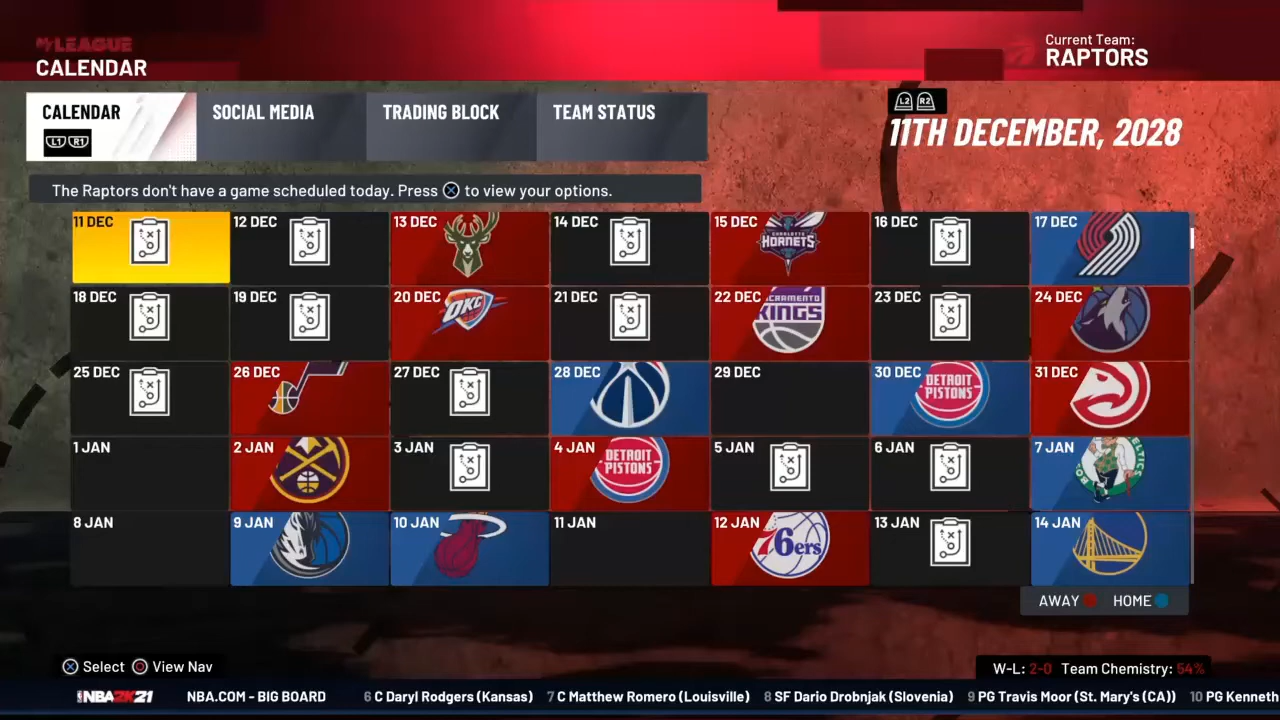 MYLEAGUE
CALENDAR
Current Team:
RAPTORS
CALENDAR
L1 R1
SOCIAL MEDIA
TRADING BLOCK
TEAM STATUS
L2 R2
11TH DECEMBER, 2028
The Raptors don't have a game scheduled today. Press to view your options.
11 DEC
12 DEC
13 DEC
14 DEC
15 DEC
CHARLOTTE
HORNETS
16 DEC
17 DEC
18 DEC
19 DEC
20 DEC
OKC
21 DEC
22 DEC
KINGS
23 DEC
24 DEC
25 DEC
26 DEC
27 DEC
28 DEC
29 DEC
30 DEC
DETROIT
PISTONS
31 DEC
1 JAN
2 JAN
3 JAN
4 JAN
DETROIT
PISTONS
5 JAN
6 JAN
7 JAN
8 JAN
9 JAN
10 JAN
11 JAN
12 JAN
76ers
13 JAN
14 JAN
AWAY HOME
Select View Nav
W-L: 2-0 Team Chemistry: 54%
NBA2K21 NBA.COM - BIG BOARD 6 C Daryl Rodgers (Kansas) 7 C Matthew Romero (Louisville) 8 SF Dario Drobnjak (Slovenia) 9 PG Travis Moor (St. Mary's (CA)) 10 PG Kenneth